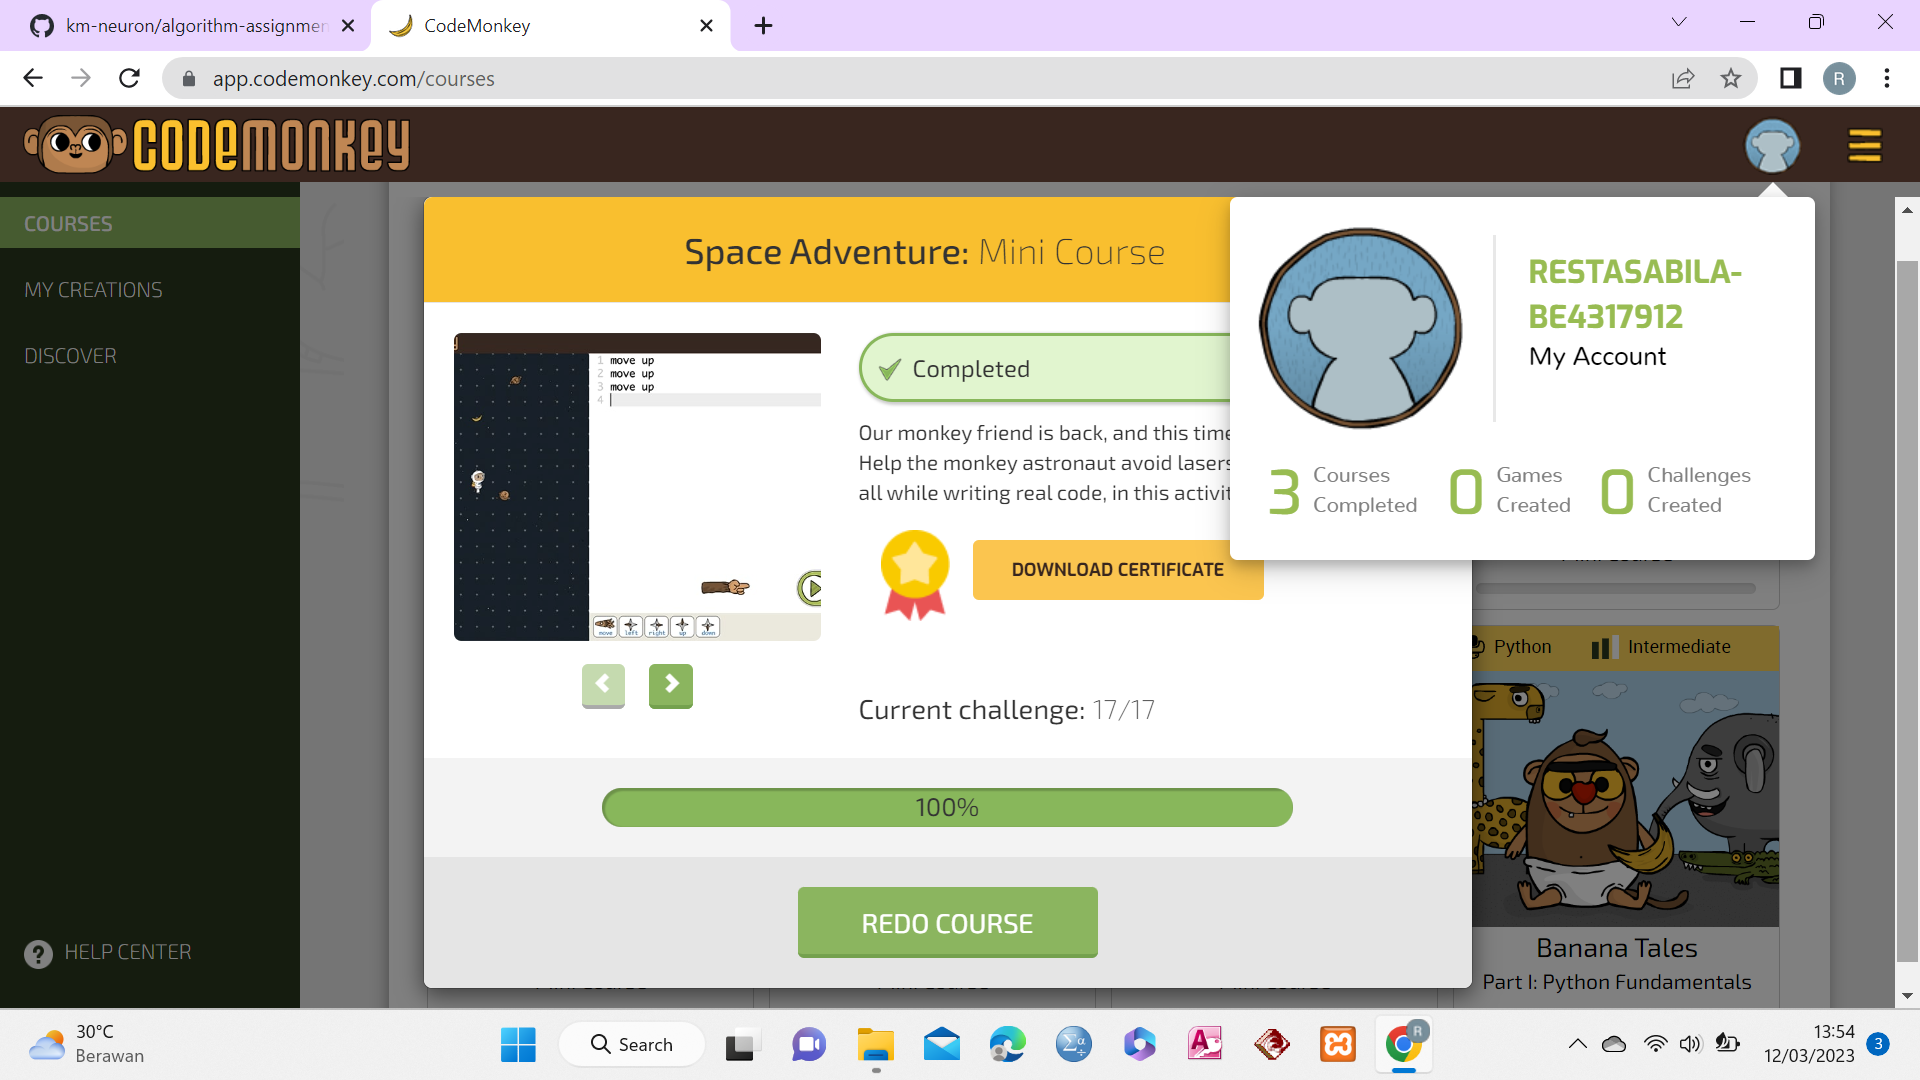 km-neuron/algorithm-assignmen
CodeMonkey
app.codemonkey.com/courses
R
CODEMONKEY
COURSES
MY CREATIONS
DISCOVER
HELP CENTER
Space Adventure: Mini Course
1 move up
2 move up
3 move up
4
move left right up down
Completed
Our monkey friend is back, and this time
Help the monkey astronaut avoid lasers
all while writing real code, in this activit
DOWNLOAD CERTIFICATE
Current challenge: 17/17
100%
REDO COURSE
RESTASABILA-
BE4317912
My Account
3 Courses Completed
0 Games Created
0 Challenges Created
Python
Intermediate
Banana Tales
Part I: Python Fundamentals
30°C
Berawan
Search
R
13:54
12/03/2023
3